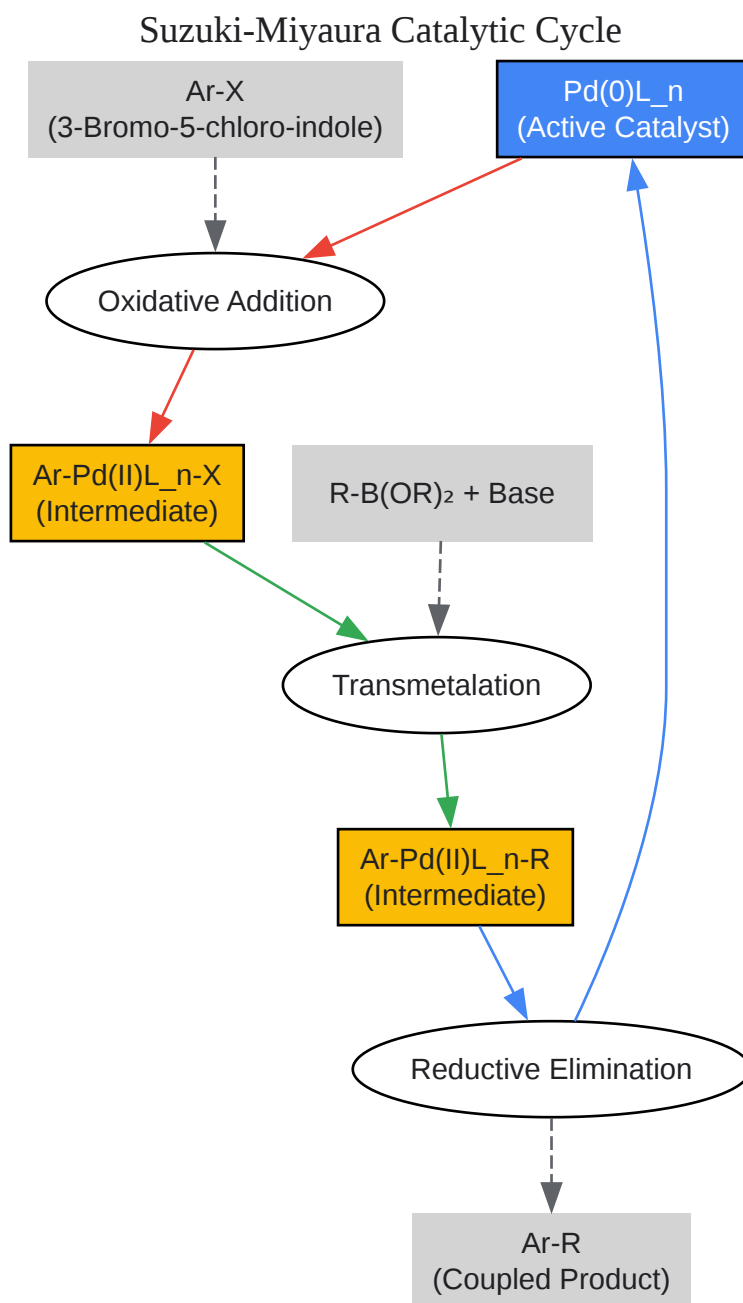 Suzuki-Miyaura Catalytic Cycle
Ar-X
(3-Bromo-5-chloro-indole)
Pd(0)L_n
(Active Catalyst)
Oxidative Addition
Ar-Pd(II)L_n-X
(Intermediate)
R-B(OR)₂ + Base
Transmetalation
Ar-Pd(II)L_n-R
(Intermediate)
Reductive Elimination
Ar-R
(Coupled Product)